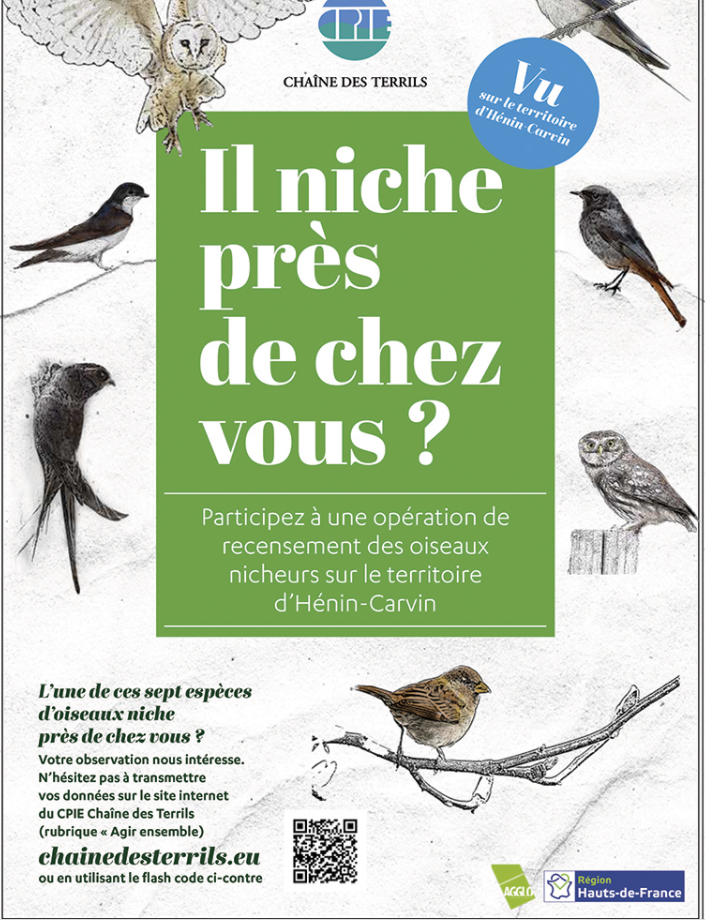 CPIE
CHAÎNE DES TERRILS
Vu
sur le territoire
d'Hénin-Carvin
Il niche
près
de chez
vous ?
Participez à une opération de
recensement des oiseaux
nicheurs sur le territoire
d'Hénin-Carvin
L'une de ces sept espèces
d'oiseaux niche
près de chez vous ?
Votre observation nous intéresse.
N'hésitez pas à transmettre
vos données sur le site internet
du CPIE Chaîne des Terrils
(rubrique « Agir ensemble)
chainedesterrils.eu
ou en utilisant le flash code ci-contre
AGGLO
Région
Hauts-de-France